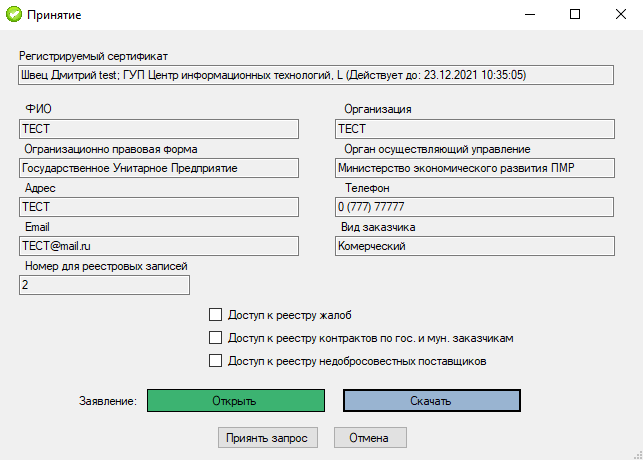 Принятие
Регистрируемый сертификат
Швец Дмитрий test; ГУП Центр информационных технологий, L (Действует до: 23.12.2021 10:35:05)
ФИО
Организация
ТЕСТ
ТЕСТ
Огранизационно правовая форма
Орган осуществляющий управление
Государственное Унитарное Предприятие
Министерство экономического развития ПМР
Адрес
Телефон
ТЕСТ
0 (777) 77777
Email
Вид заказчика
ТЕСТ@mail.ru
Комерческий
Номер для реестровых записей
2
Доступ к реестру жалоб
Доступ к реестру контрактов по гос. и мун. заказчикам
Доступ к реестру недобросовестных поставщиков
Заявление:
Открыть
Скачать
Приянть запрос
Отмена